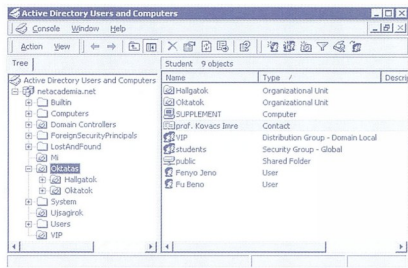 Active Directory Users and Computers
Console Window Help
Action View
Tree
Student 9 objects
Active Directory Users and Computers
netacademia.net
Builtin
Computers
Domain Controllers
ForeignSecurityPrincipals
LostAndFound
Mi
Oktatas
Hallgatok
Oktatok
System
Ujsagirok
Users
VIP
Name Type / Descrip
Hallgatok Organizational Unit
Oktatok Organizational Unit
SUPPLEMENT Computer
prof. Kovacs Imre Contact
VIP Distribution Group - Domain Local
students Security Group - Global
public Shared Folder
Fenyo Jeno User
Fu Beno User